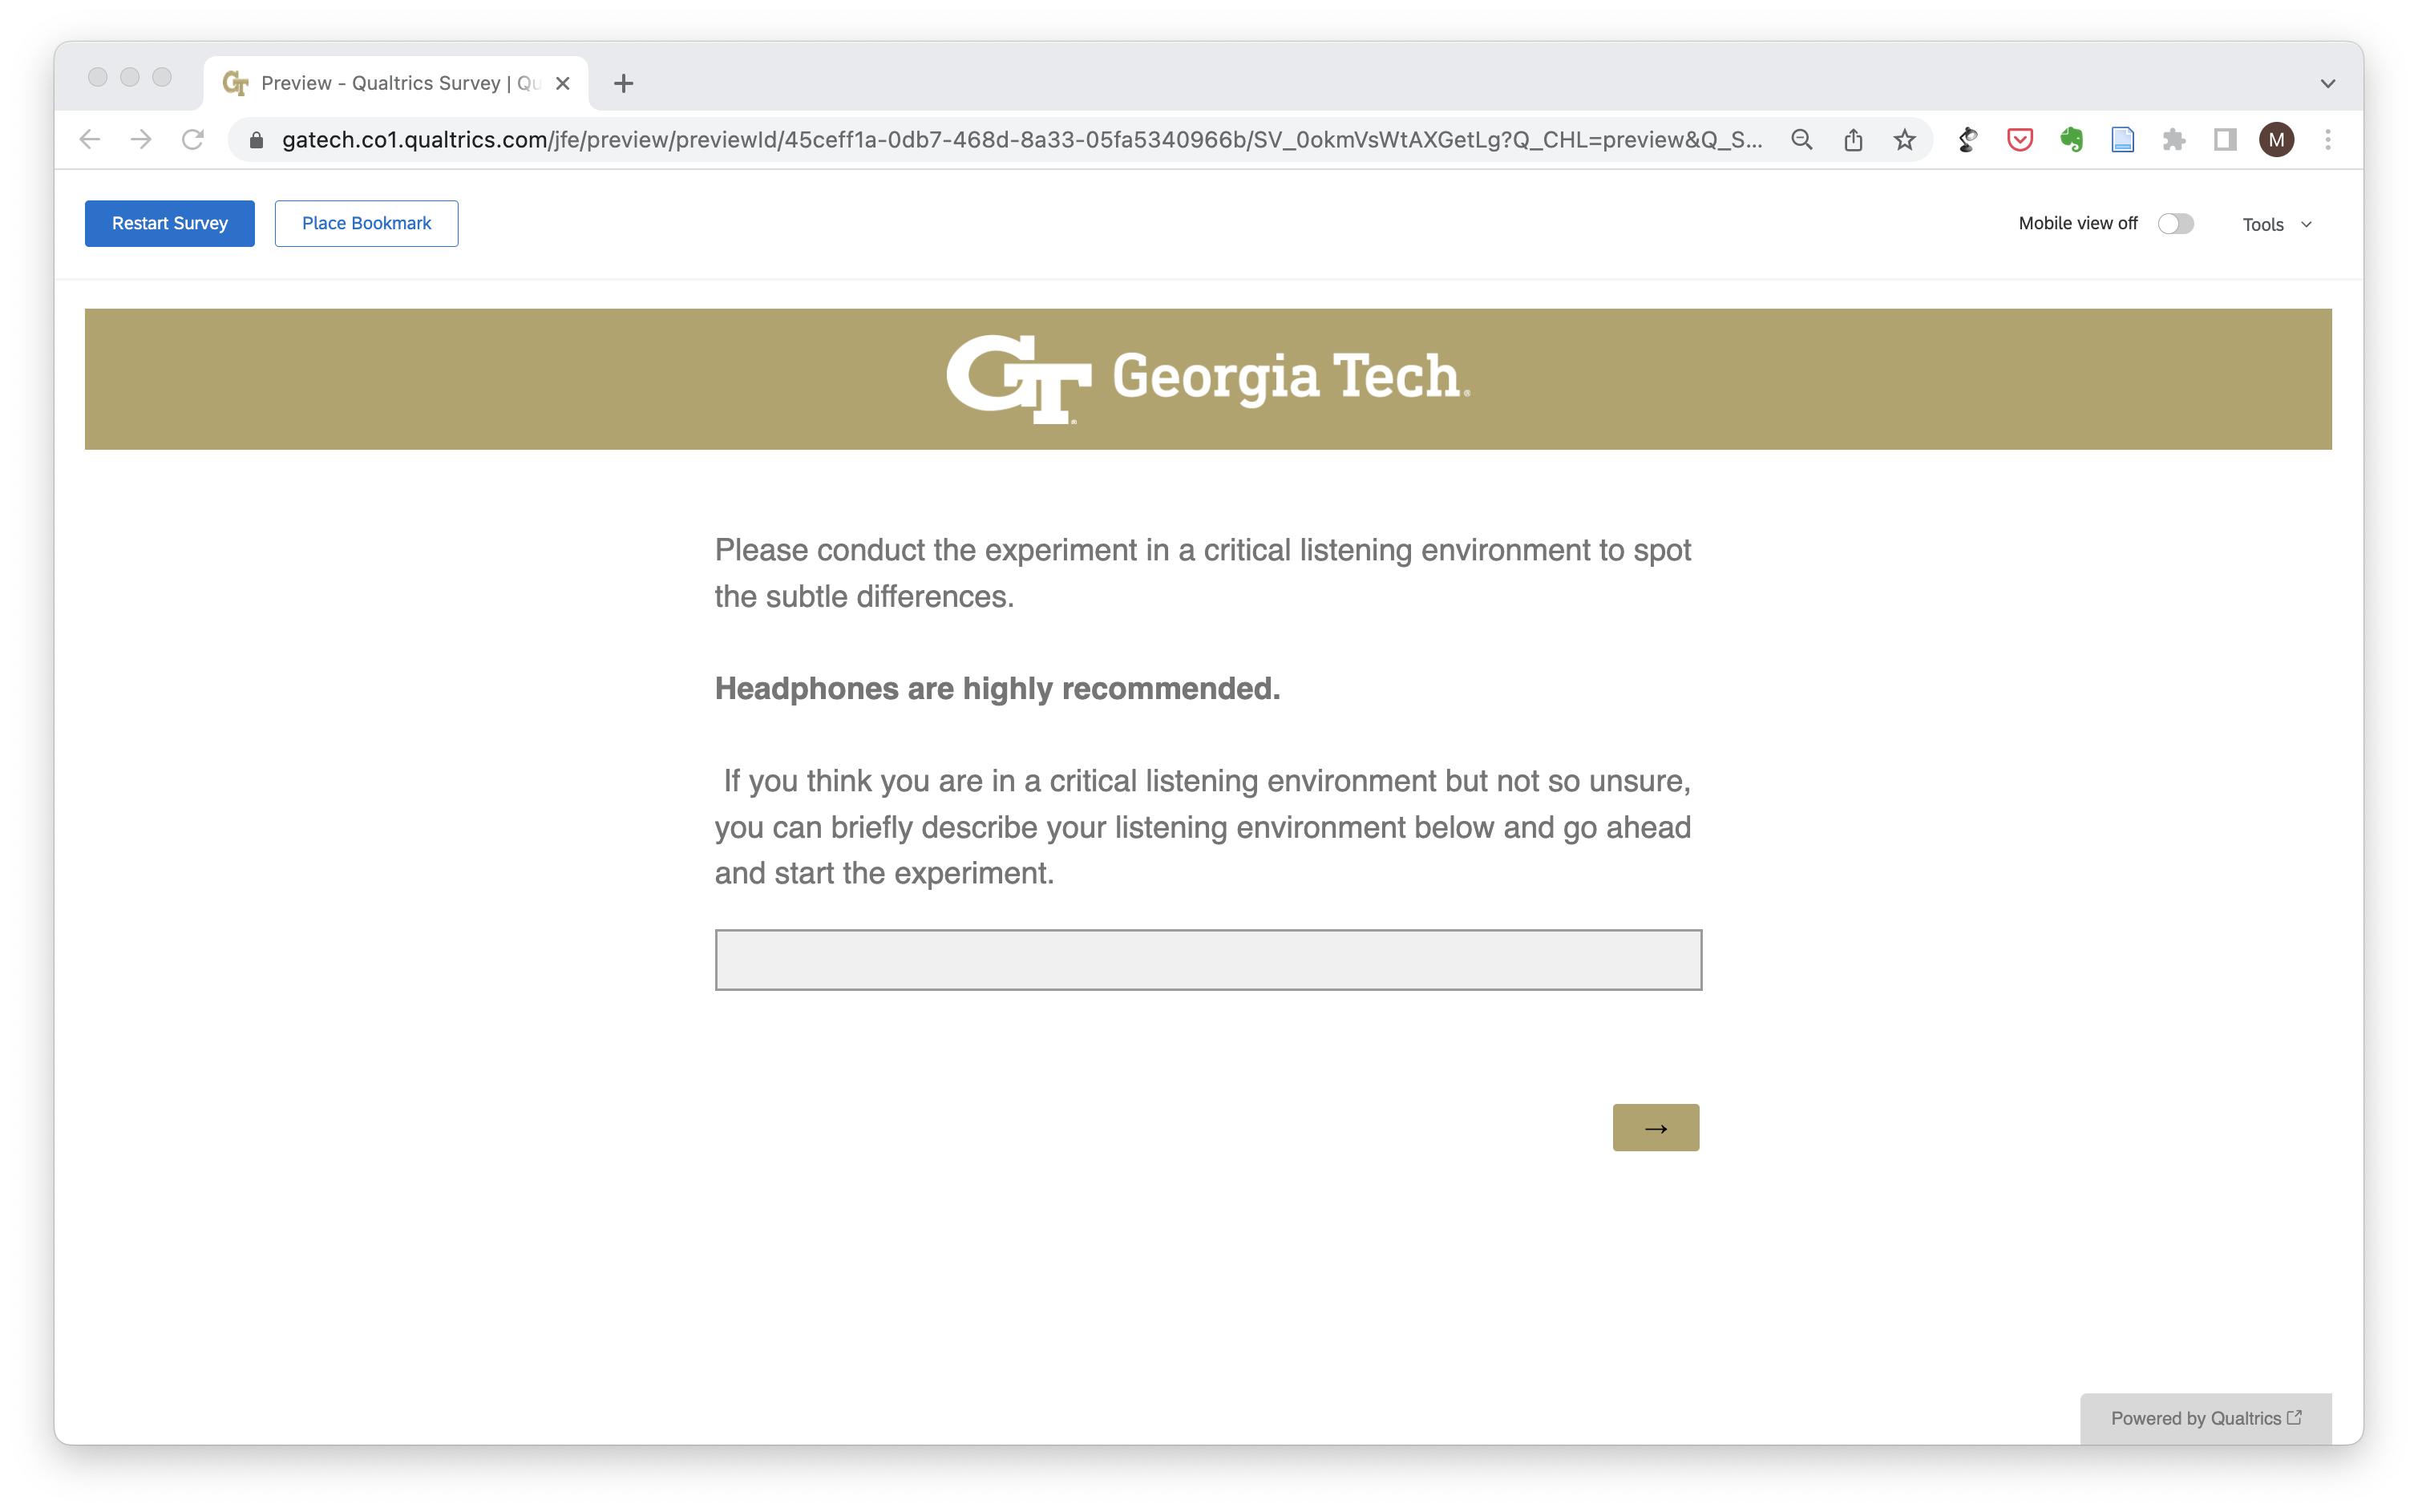 Preview - Qualtrics Survey | Qu
gatech.co1.qualtrics.com/jfe/preview/previewId/45ceff1a-0db7-468d-8a33-05fa5340966b/SV_0okmVsWtAXGetLg?Q_CHL=preview&Q_S...
M
Restart Survey
Place Bookmark
Mobile view off
Tools
GT Georgia Tech
Please conduct the experiment in a critical listening environment to spot
the subtle differences.
Headphones are highly recommended.
If you think you are in a critical listening environment but not so unsure,
you can briefly describe your listening environment below and go ahead
and start the experiment.
→
Powered by Qualtrics